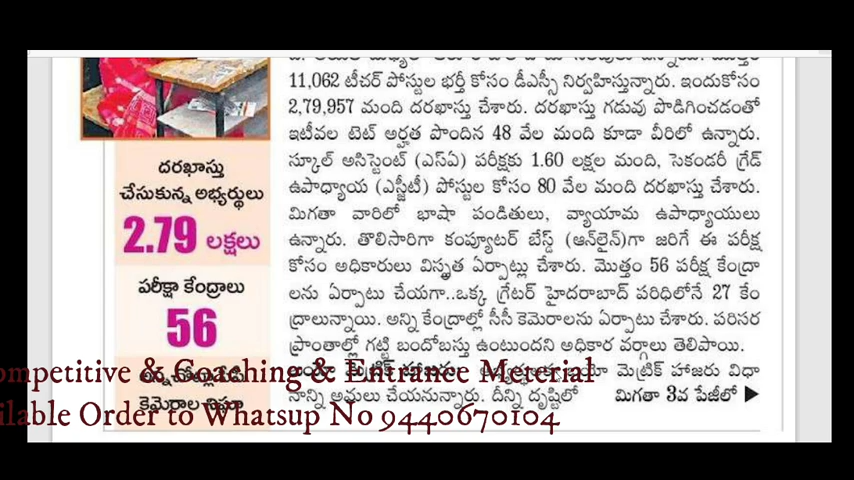 11,062 టీచర్ పోస్టుల భర్తీ కోసం డీఎస్సీ నిర్వహిస్తున్నారు. ఇందుకోసం
2,79,957 మంది దరఖాస్తు చేశారు. దరఖాస్తు గడువు పొడిగించడంతో
ఇటీవల టెట్ అర్హత పొందిన 48 వేల మంది కూడా వీరిలో ఉన్నారు.
స్కూల్ అసిస్టెంట్ (ఎస్ఏ) పరీక్షకు 1.60 లక్షల మంది, సెకండరీ గ్రేడ్
ఉపాధ్యాయ (ఎస్జీటీ) పోస్టుల కోసం 80 వేల మంది దరఖాస్తు చేశారు.
మిగతా వారిలో భాషా పండితులు, వ్యాయామ ఉపాధ్యాయులు
ఉన్నారు. తొలిసారిగా కంప్యూటర్ బేస్డ్ (ఆన్‌లైన్)గా జరిగే ఈ పరీక్ష
కోసం అధికారులు విస్తృత ఏర్పాట్లు చేశారు. మొత్తం 56 పరీక్ష కేంద్రా
లను ఏర్పాటు చేయగా..ఒక్క గ్రేటర్ హైదరాబాద్ పరిధిలోనే 27 కేం
ద్రాలున్నాయి. అన్ని కేంద్రాల్లో సీసీ కెమెరాలను ఏర్పాటు చేశారు. పరిసర
ప్రాంతాల్లో గట్టి బందోబస్తు ఉంటుందని అధికార వర్గాలు తెలిపాయి.
మెట్రిక్ హాజరు విధా
నాన్ని అమలు చేయనున్నారు. దీన్ని దృష్టిలో మిగతా 3వ పేజీలో ▶
దరఖాస్తు
చేసుకున్న అభ్యర్థులు
2.79 లక్షలు
పరీక్షా కేంద్రాలు
56
కెమెరాల నిఘా
ompetitive & Coaching & Entrance Meterial
ilable Order to Whatsup No 9440670104